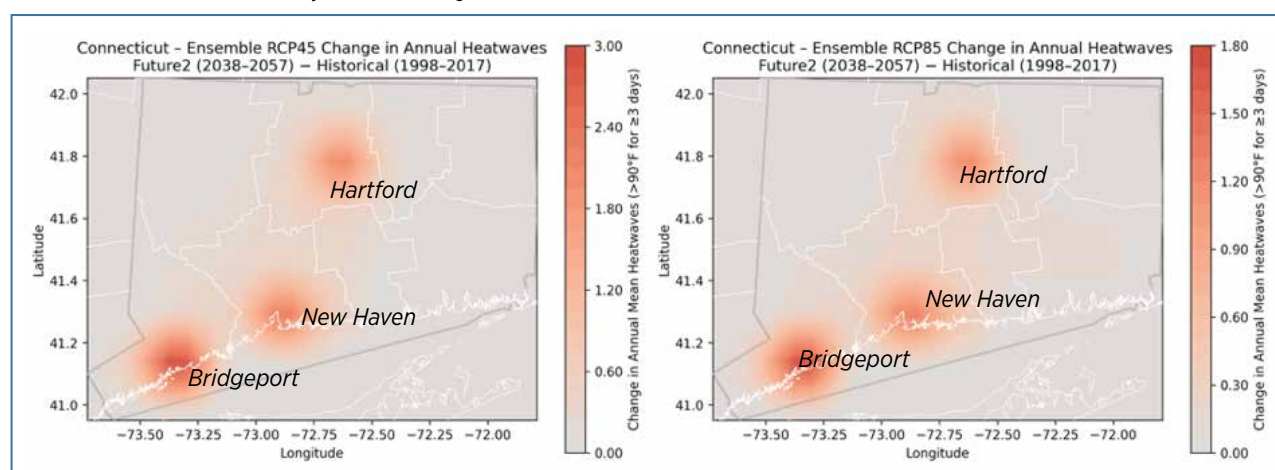 Connecticut – Ensemble RCP45 Change in Annual Heatwaves
Future2 (2038–2057) − Historical (1998–2017)
42.0
41.8
41.6
41.4
41.2
41.0
Latitude
Hartford
New Haven
Bridgeport
−73.50 −73.25 −73.00 −72.75 −72.50 −72.25 −72.00
Longitude
3.00
2.40
1.80
1.20
0.60
0.00
Change in Annual Mean Heatwaves (>90°F for ≥3 days)
Connecticut – Ensemble RCP85 Change in Annual Heatwaves
Future2 (2038–2057) − Historical (1998–2017)
42.0
41.8
41.6
41.4
41.2
41.0
Latitude
Hartford
New Haven
Bridgeport
−73.50 −73.25 −73.00 −72.75 −72.50 −72.25 −72.00
Longitude
1.80
1.50
1.20
0.90
0.60
0.30
0.00
Change in Annual Mean Heatwaves (>90°F for ≥3 days)